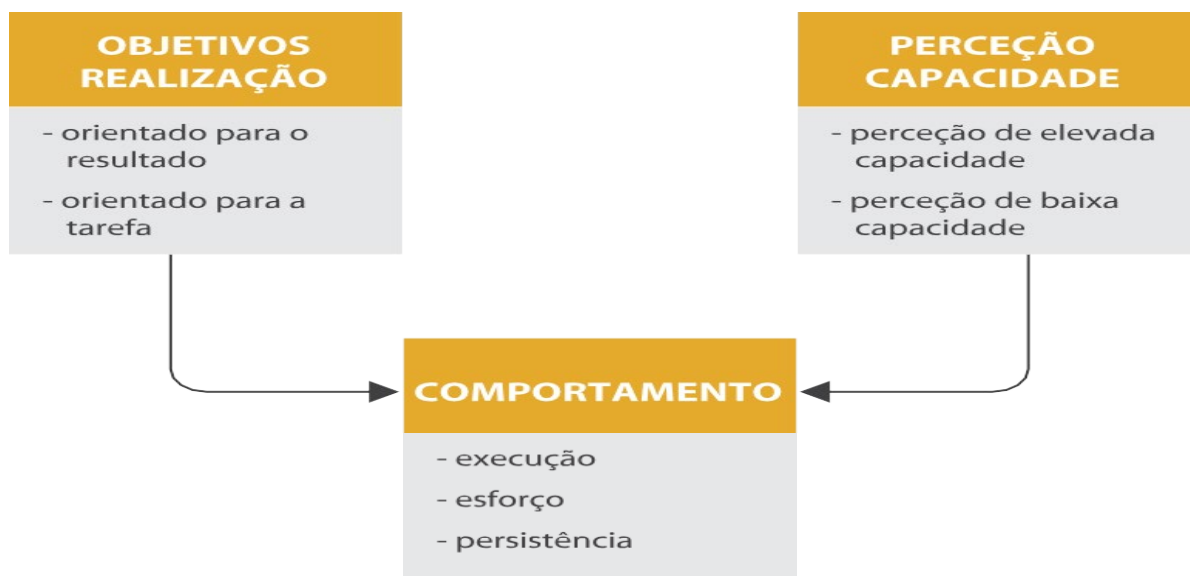 OBJETIVOS
REALIZAÇÃO
- orientado para o
resultado
- orientado para a
tarefa
PERCEÇÃO
CAPACIDADE
- perceção de elevada
capacidade
- perceção de baixa
capacidade
COMPORTAMENTO
- execução
- esforço
- persistência